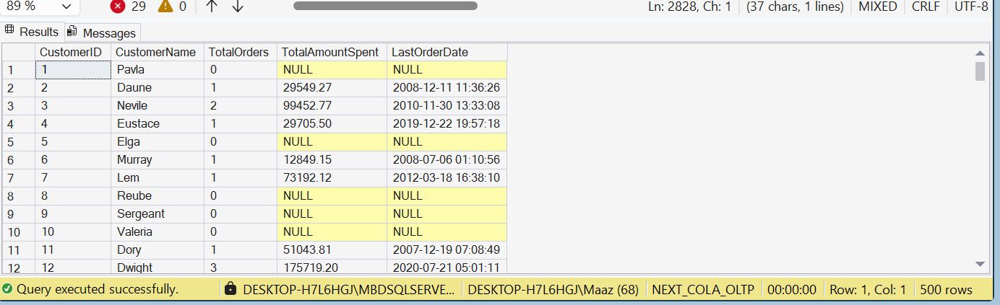 89 % 29 0 Ln: 2828, Ch: 1 (37 chars, 1 lines) MIXED CRLF UTF-8
Results Messages
CustomerID CustomerName TotalOrders TotalAmountSpent LastOrderDate
1 1 Pavla 0 NULL NULL
2 2 Daune 1 29549.27 2008-12-11 11:36:26
3 3 Nevile 2 99452.77 2010-11-30 13:33:08
4 4 Eustace 1 29705.50 2019-12-22 19:57:18
5 5 Elga 0 NULL NULL
6 6 Murray 1 12849.15 2008-07-06 01:10:56
7 7 Lem 1 73192.12 2012-03-18 16:38:10
8 8 Reube 0 NULL NULL
9 9 Sergeant 0 NULL NULL
10 10 Valeria 0 NULL NULL
11 11 Dory 1 51043.81 2007-12-19 07:08:49
12 12 Dwight 3 175719.20 2020-07-21 05:01:11
Query executed successfully. DESKTOP-H7L6HGJ\MBDSQLSERVE... DESKTOP-H7L6HGJ\Maaz (68) NEXT_COLA_OLTP 00:00:00 Row: 1, Col: 1 500 rows